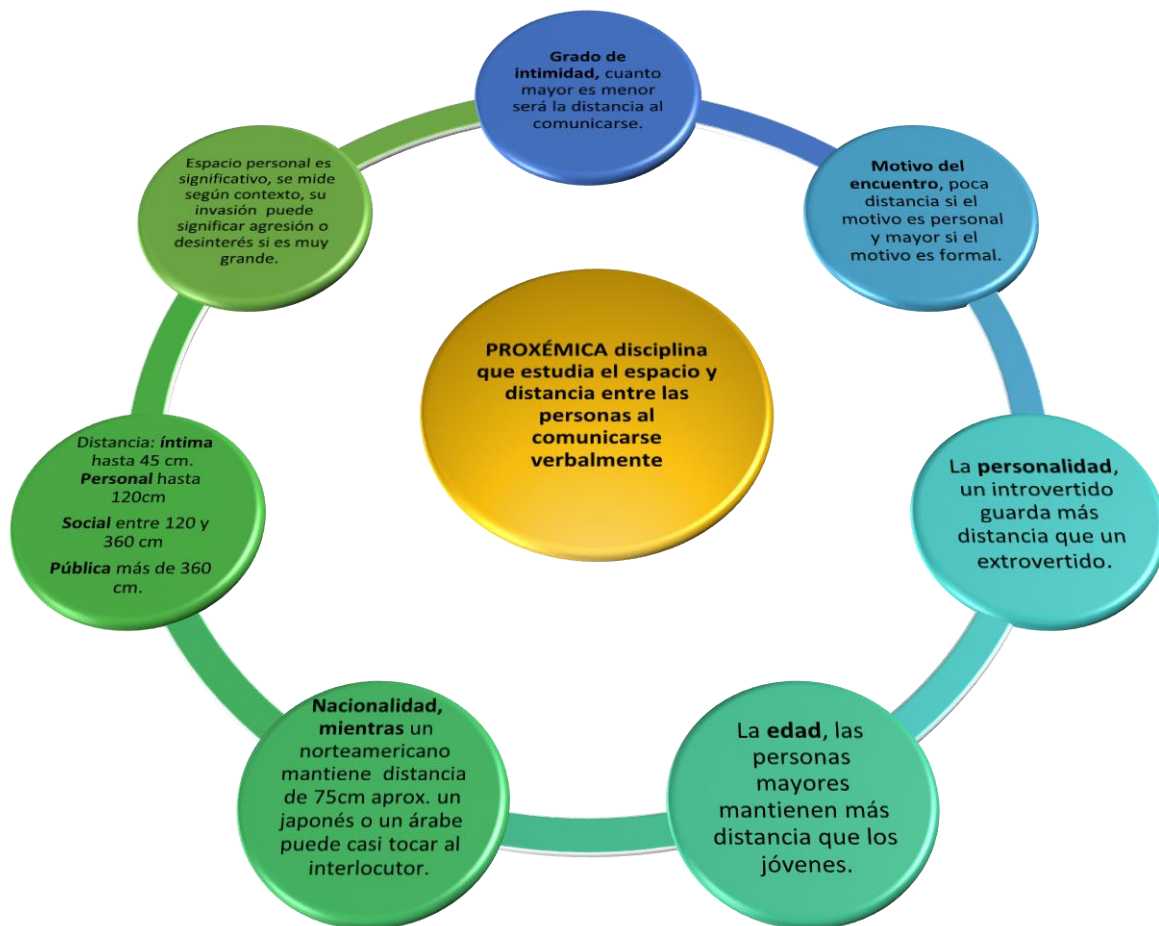 Grado de
intimidad, cuanto
mayor es menor
será la distancia al
comunicarse.
Motivo del
encuentro, poca
distancia si el
motivo es personal
y mayor si el
motivo es formal.
La personalidad,
un introvertido
guarda más
distancia que un
extrovertido.
La edad, las
personas
mayores
mantienen más
distancia que los
jóvenes.
Nacionalidad,
mientras un
norteamericano
mantiene distancia
de 75cm aprox. un
japonés o un árabe
puede casi tocar al
interlocutor.
Distancia: íntima
hasta 45 cm.
Personal hasta
120cm
Social entre 120 y
360 cm
Pública más de 360
cm.
Espacio personal es
significativo, se mide
según contexto, su
invasión puede
significar agresión o
desinterés si es muy
grande.
PROXÉMICA disciplina
que estudia el espacio y
distancia entre las
personas al
comunicarse
verbalmente